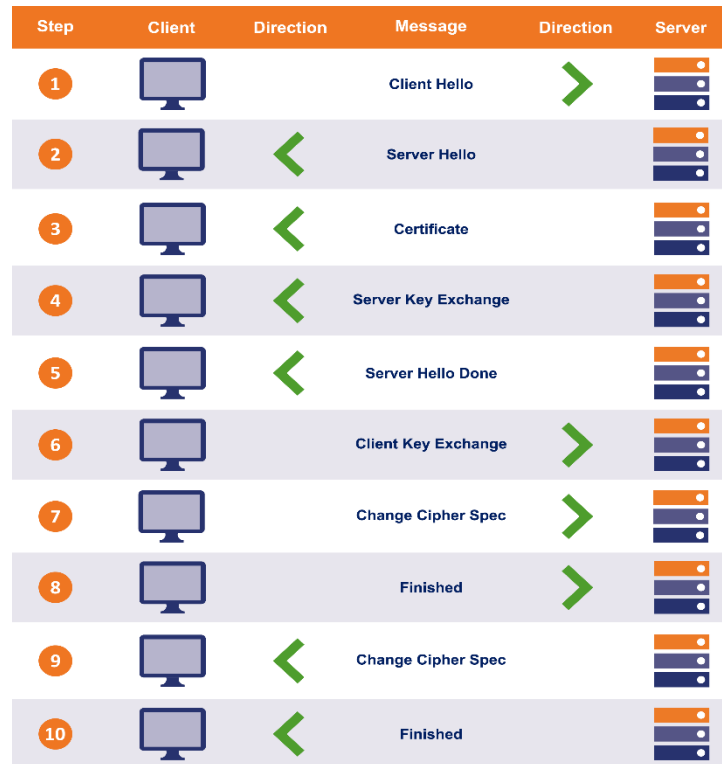 Step Client Direction Message Direction Server
1 Client Hello
2 Server Hello
3 Certificate
4 Server Key Exchange
5 Server Hello Done
6 Client Key Exchange
7 Change Cipher Spec
8 Finished
9 Change Cipher Spec
10 Finished